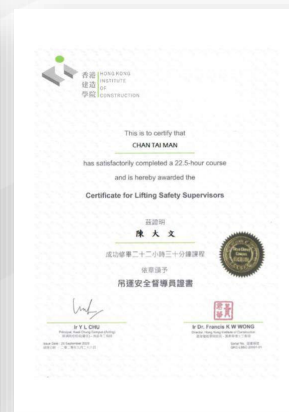 香港
建造
學院
HONG KONG
INSTITUTE
OF
CONSTRUCTION
This is to certify that
CHAN TAI MAN
has satisfactorily completed a 22.5-hour course
and is hereby awarded the
Certificate for Lifting Safety Supervisors
茲證明
陳大文
成功修畢二十二小時三十分鐘課程
依章頒予
吊運安全督導員證書
Ir Y L CHU
Ir Dr. Francis K W WONG